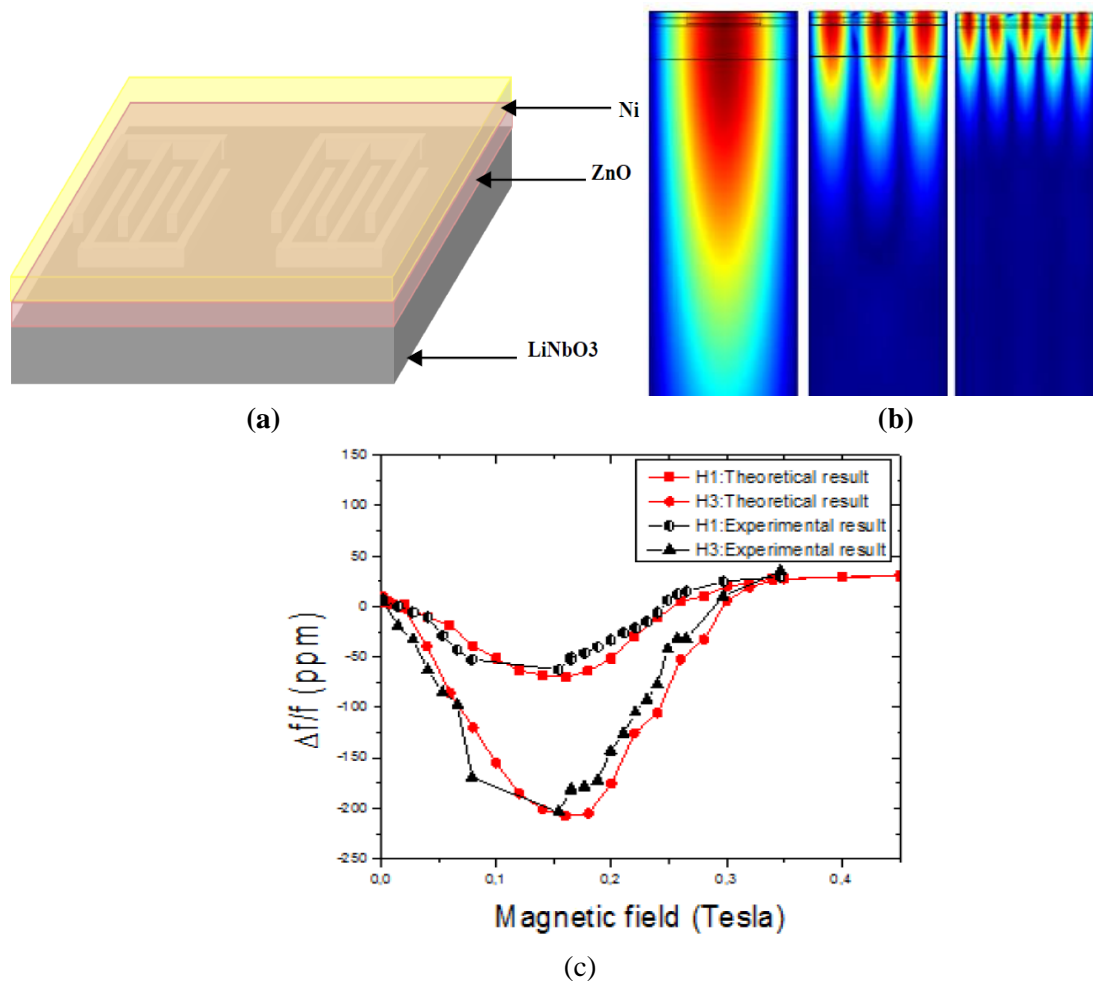 Ni
ZnO
LiNbO3
(a)
(b)
150
100
50
0
-50
-100
-150
-200
-250
Δf/f (ppm)
H1:Theoretical result
H3:Theoretical result
H1:Experimental result
H3:Experimental result
0,0 0,1 0,2 0,3 0,4
Magnetic field (Tesla)
(c)